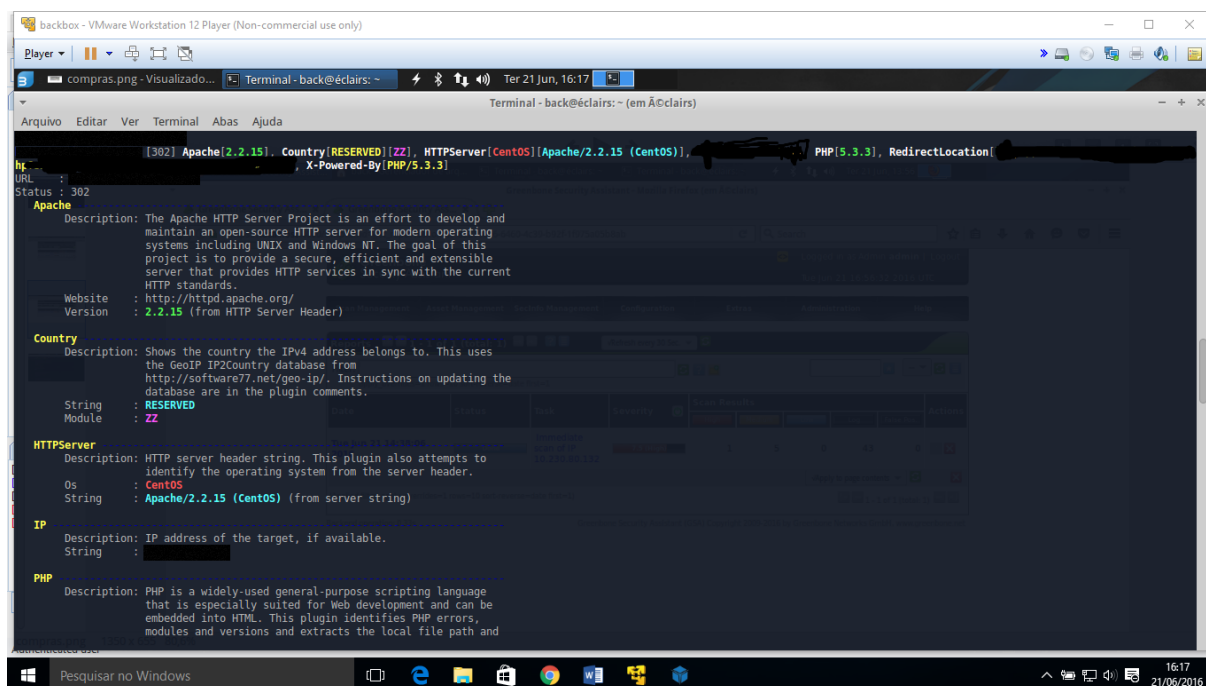 backbox - VMware Workstation 12 Player (Non-commercial use only)
Player
compras.png - Visualizado... Terminal - back@éclairs: ~ Ter 21 Jun, 16:17
Terminal - back@éclairs: ~ (em Ã©clairs)
Arquivo Editar Ver Terminal Abas Ajuda
[302] Apache[2.2.15], Country[RESERVED][ZZ], HTTPServer[CentOS][Apache/2.2.15 (CentOS)], PHP[5.3.3], RedirectLocation[
, X-Powered-By[PHP/5.3.3]
URL :
Status : 302
Apache
Description: The Apache HTTP Server Project is an effort to develop and
maintain an open-source HTTP server for modern operating
systems including UNIX and Windows NT. The goal of this
project is to provide a secure, efficient and extensible
server that provides HTTP services in sync with the current
HTTP standards.
Website : http://httpd.apache.org/
Version : 2.2.15 (from HTTP Server Header)
Country
Description: Shows the country the IPv4 address belongs to. This uses
the GeoIP IP2Country database from
http://software77.net/geo-ip/. Instructions on updating the
database are in the plugin comments.
String : RESERVED
Module : ZZ
HTTPServer
Description: HTTP server header string. This plugin also attempts to
identify the operating system from the server header.
Os : CentOS
String : Apache/2.2.15 (CentOS) (from server string)
IP
Description: IP address of the target, if available.
String :
PHP
Description: PHP is a widely-used general-purpose scripting language
that is especially suited for Web development and can be
embedded into HTML. This plugin identifies PHP errors,
modules and versions and extracts the local file path and
Pesquisar no Windows
16:17
21/06/2016